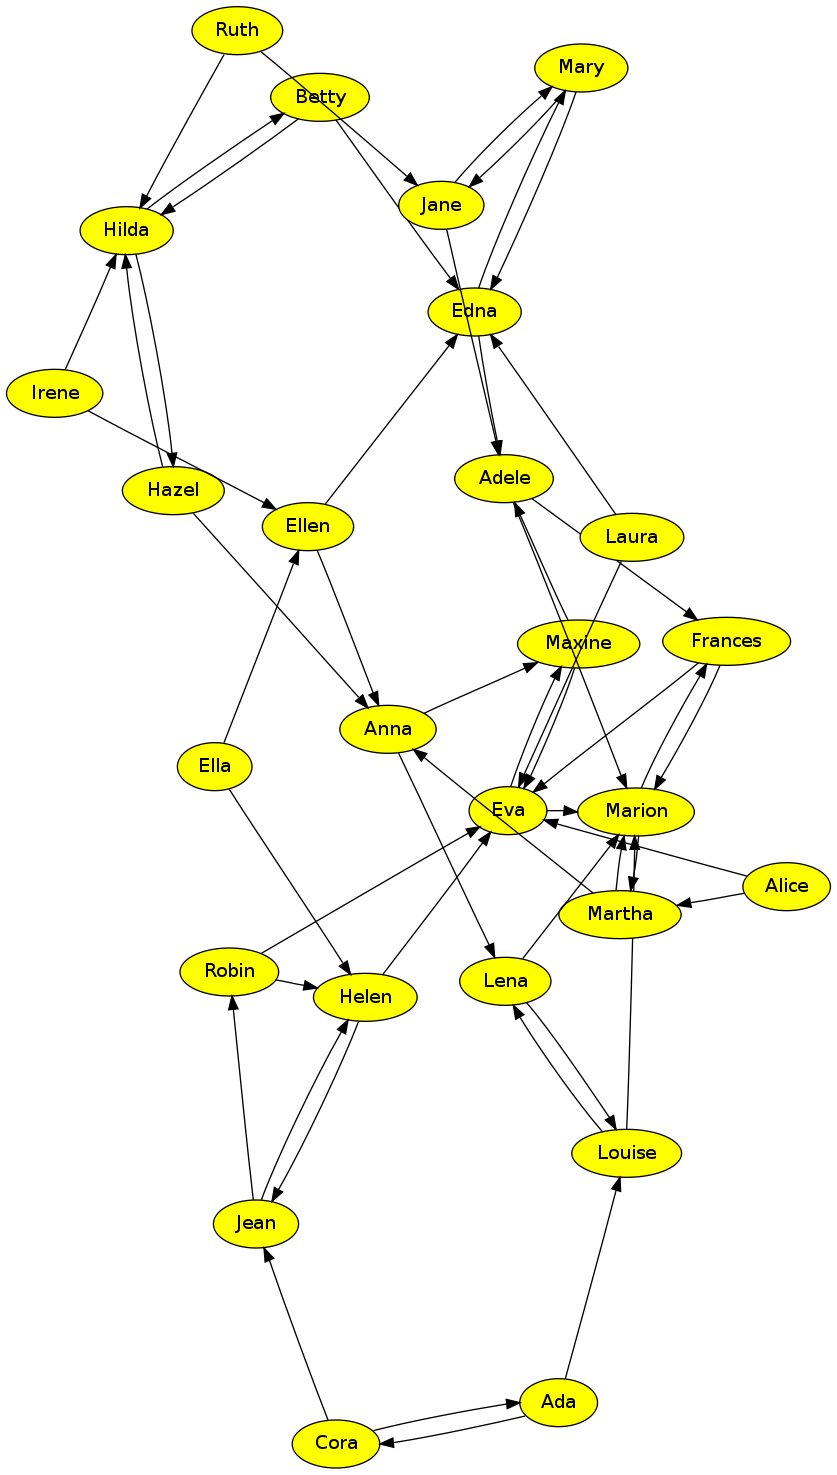 Ruth
Mary
Betty
Jane
Hilda
Edna
Irene
Adele
Hazel
Ellen
Laura
Maxine
Frances
Anna
Ella
Eva
Marion
Alice
Martha
Robin
Lena
Helen
Louise
Jean
Ada
Cora